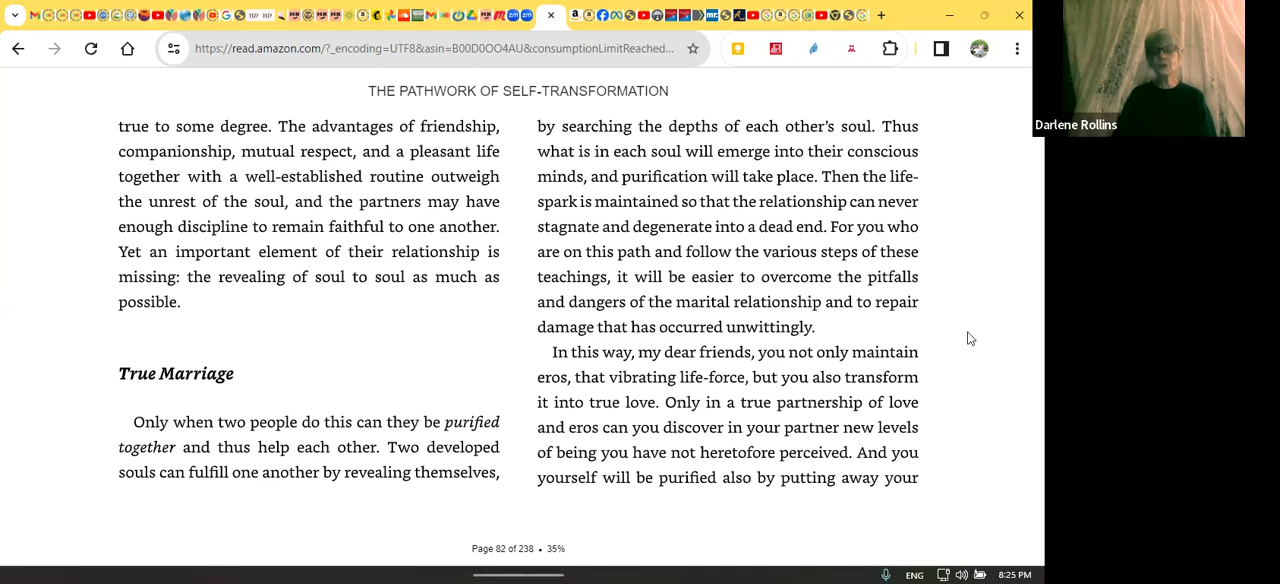 https://read.amazon.com/?_encoding=UTF8&asin=B00D0OO4AU&consumptionLimitReached...
Darlene Rollins
THE PATHWORK OF SELF-TRANSFORMATION
true to some degree. The advantages of friendship,
companionship, mutual respect, and a pleasant life
together with a well-established routine outweigh
the unrest of the soul, and the partners may have
enough discipline to remain faithful to one another.
Yet an important element of their relationship is
missing: the revealing of soul to soul as much as
possible.
True Marriage
Only when two people do this can they be purified
together and thus help each other. Two developed
souls can fulfill one another by revealing themselves,
by searching the depths of each other's soul. Thus
what is in each soul will emerge into their conscious
minds, and purification will take place. Then the life-
spark is maintained so that the relationship can never
stagnate and degenerate into a dead end. For you who
are on this path and follow the various steps of these
teachings, it will be easier to overcome the pitfalls
and dangers of the marital relationship and to repair
damage that has occurred unwittingly.
In this way, my dear friends, you not only maintain
eros, that vibrating life-force, but you also transform
it into true love. Only in a true partnership of love
and eros can you discover in your partner new levels
of being you have not heretofore perceived. And you
yourself will be purified also by putting away your
Page 82 of 238 • 35%
ENG
8:25 PM